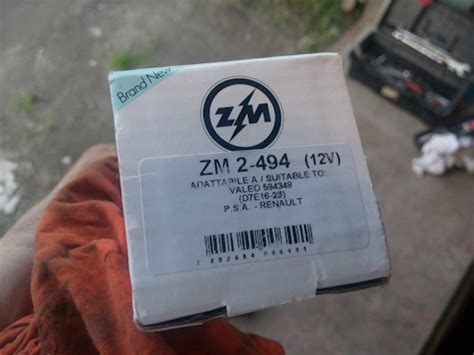 Brand New
ZM
ZM 2-494 (12V)
ADATTABILE A / SUITABLE TO:
VALEO 594348
(D7E16-23)
P.S.A. - RENAULT